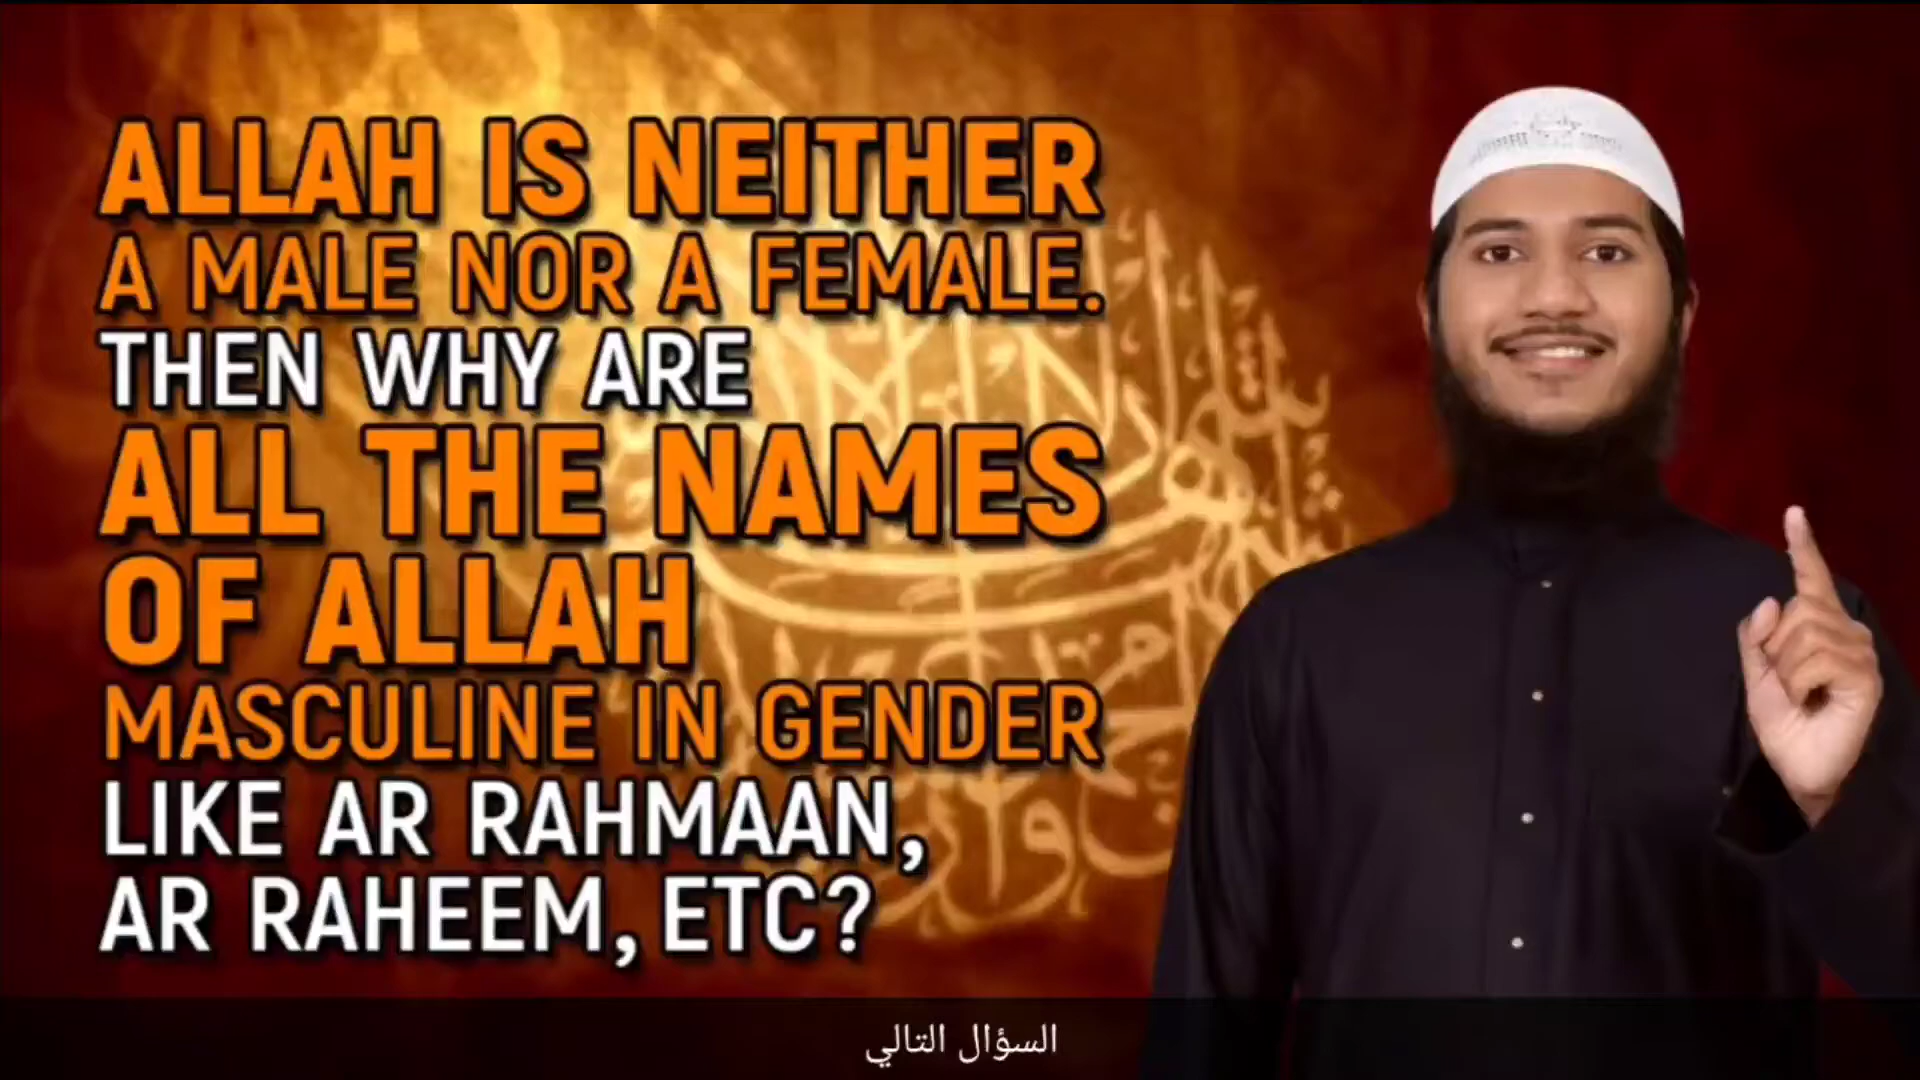 ALLAH IS NEITHER
A MALE NOR A FEMALE.
THEN WHY ARE
ALL THE NAMES
OF ALLAH
MASCULINE IN GENDER
LIKE AR RAHMAAN,
AR RAHEEM, ETC?
السؤال التالي